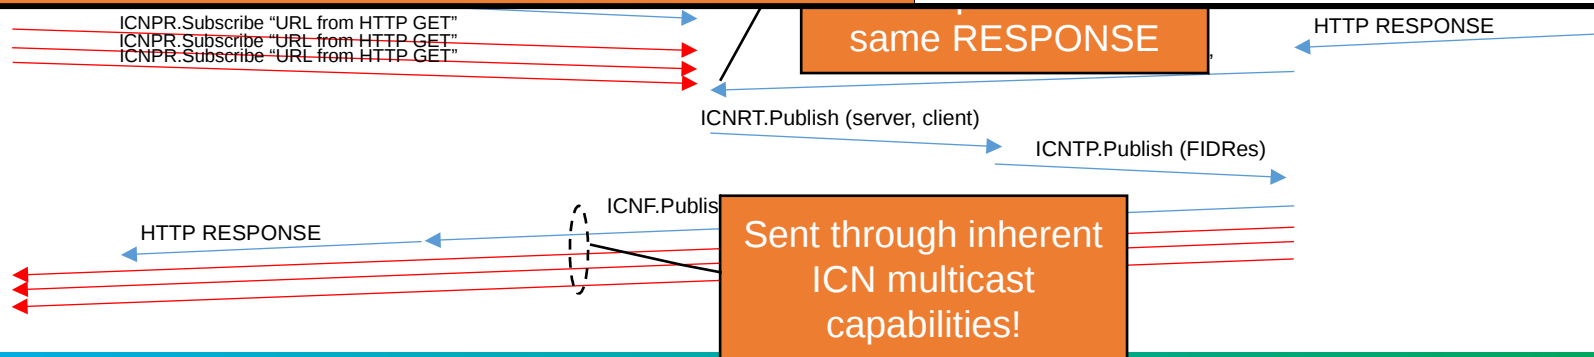 ICNPR.Subscribe “URL from HTTP GET”
ICNPR.Subscribe “URL from HTTP GET”
ICNPR.Subscribe “URL from HTTP GET”
same RESPONSE
HTTP RESPONSE
ICNRT.Publish (server, client)
ICNTP.Publish (FIDRes)
ICNF.Publis
HTTP RESPONSE
Sent through inherent
ICN multicast
capabilities!